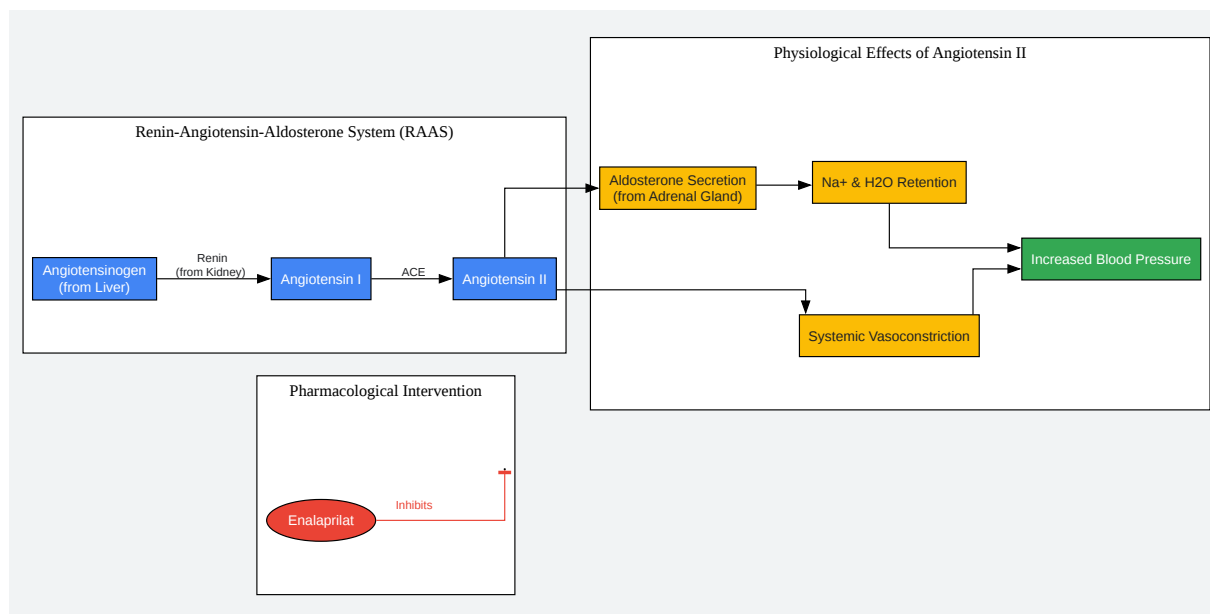 Physiological Effects of Angiotensin II
Renin-Angiotensin-Aldosterone System (RAAS)
Aldosterone Secretion
(from Adrenal Gland)
Na+ & H2O Retention
Increased Blood Pressure
Angiotensinogen
(from Liver)
Renin
(from Kidney)
Angiotensin I
ACE
Angiotensin II
Systemic Vasoconstriction
Pharmacological Intervention
Enalaprilat
Inhibits